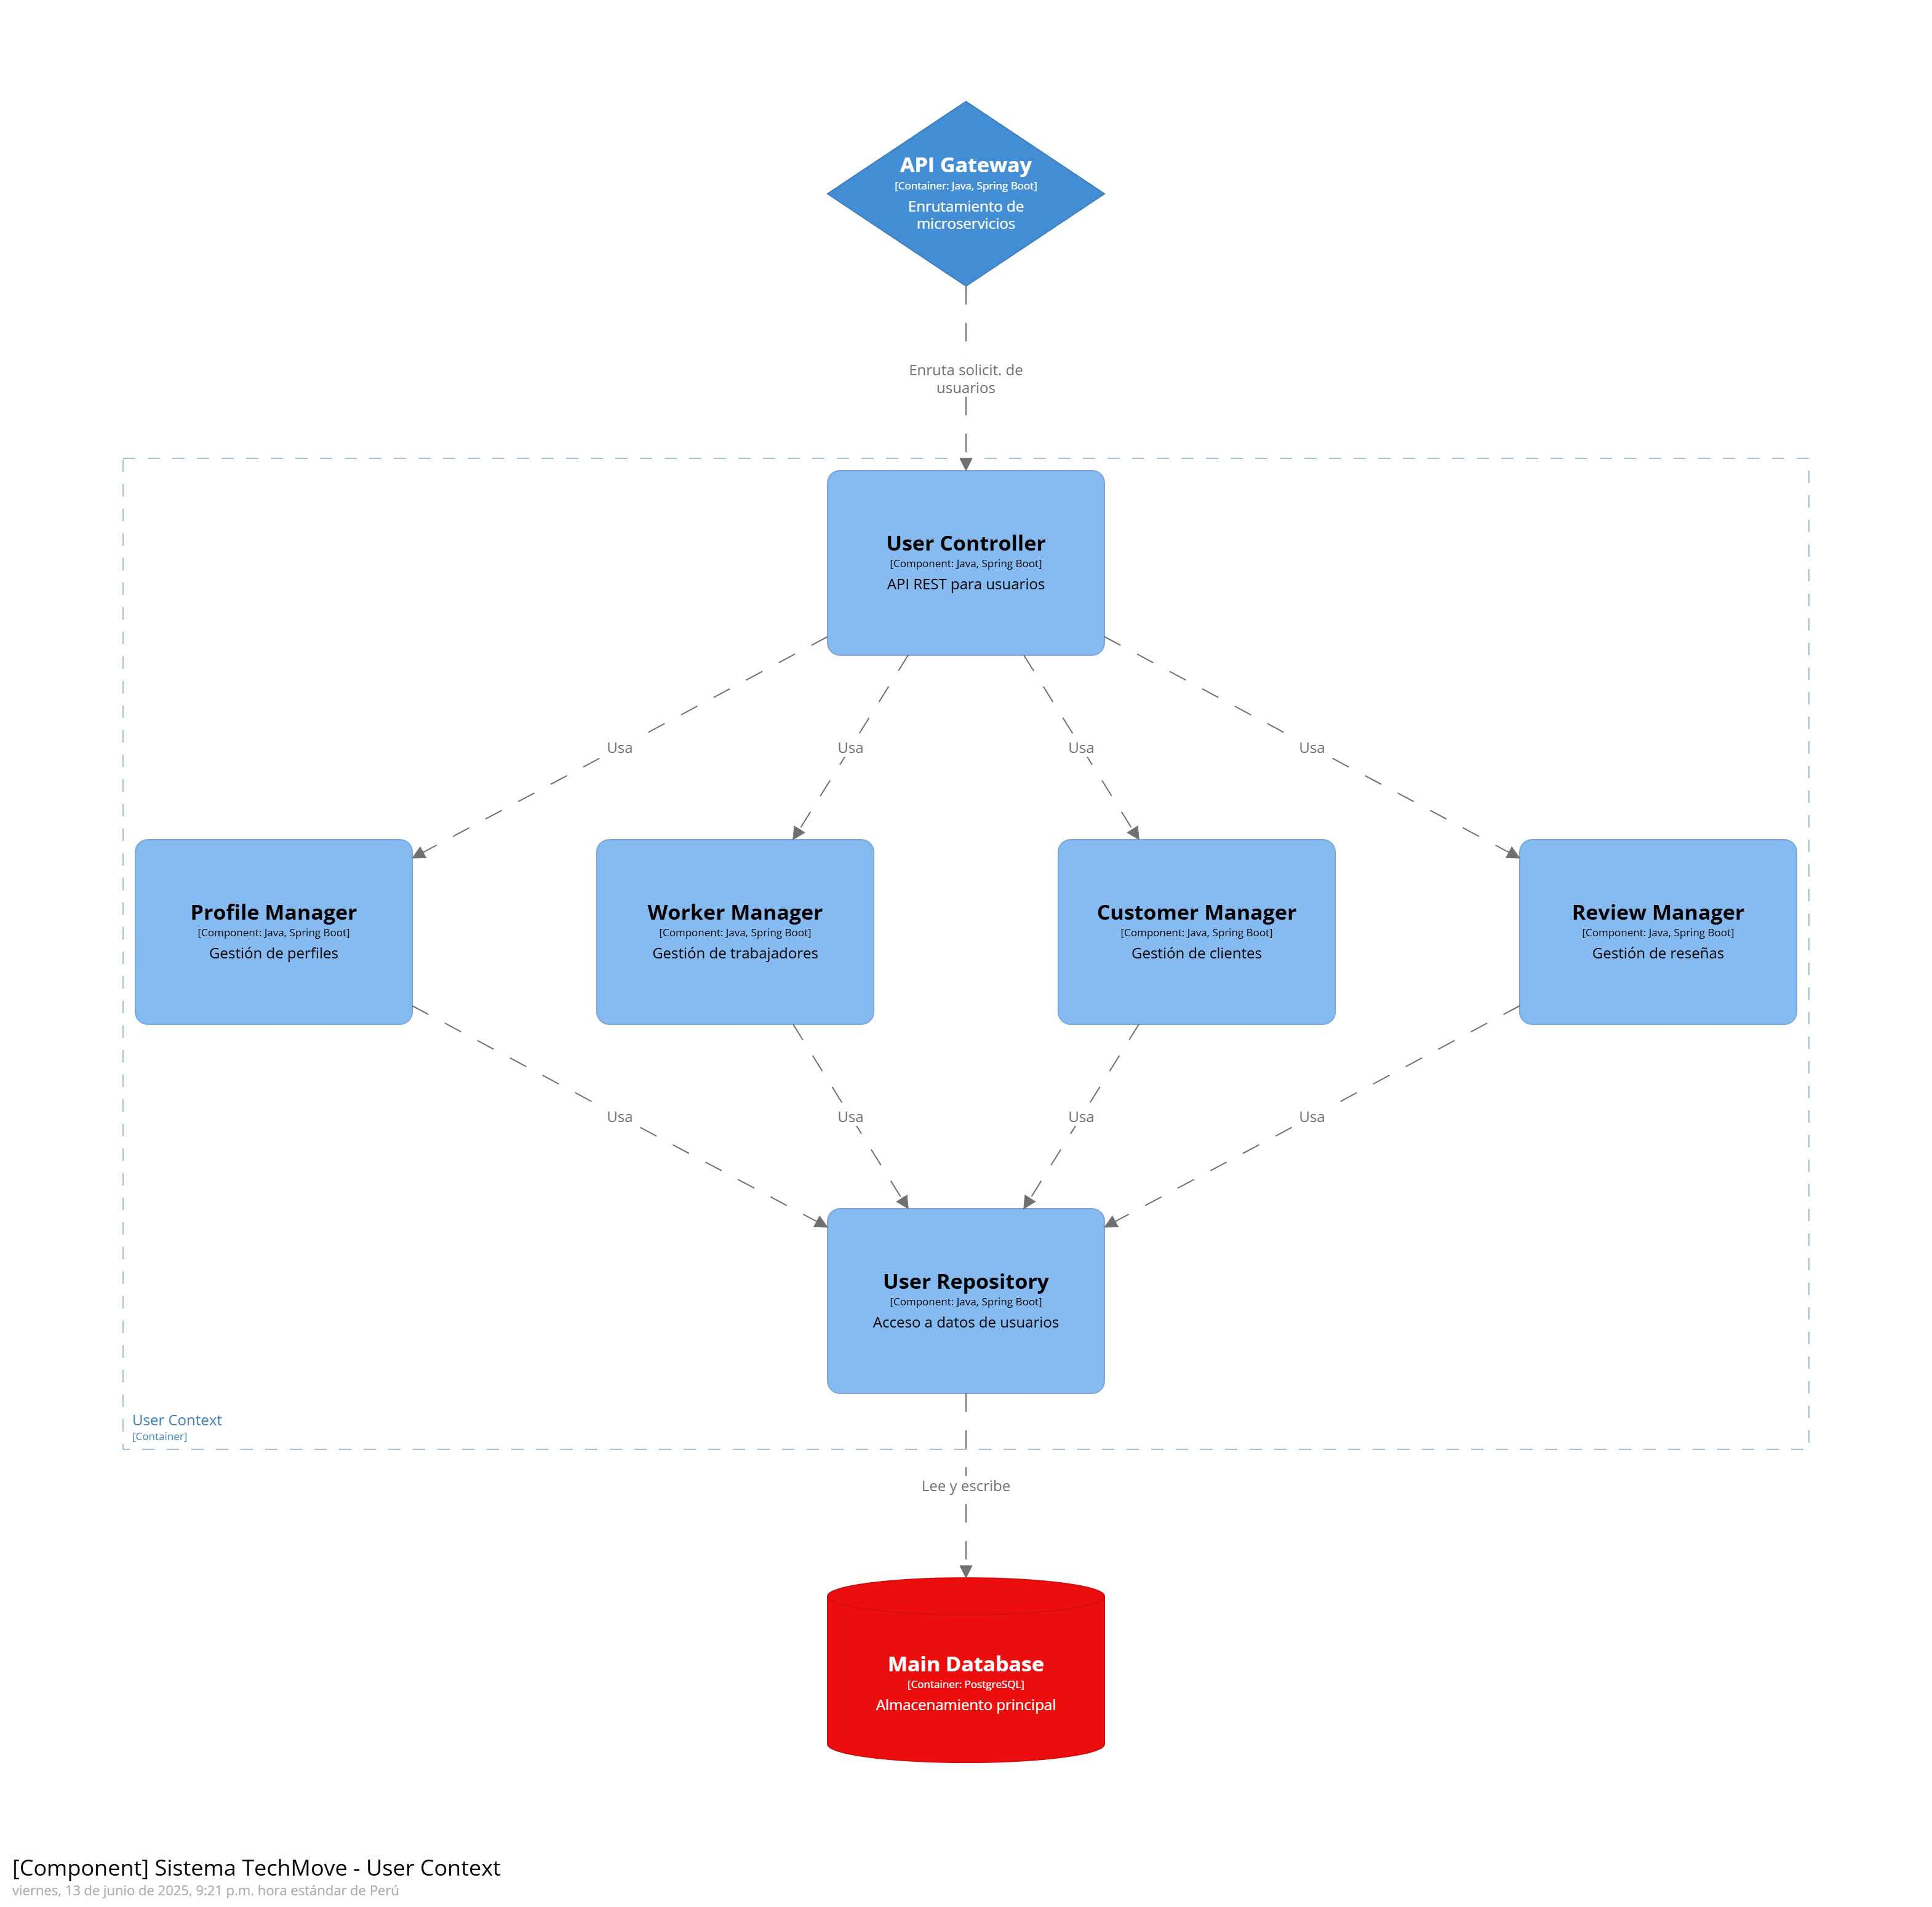 API Gateway
[Container: Java, Spring Boot]
Enrutamiento de
microservicios
Enruta solicit. de
usuarios
User Controller
[Component: Java, Spring Boot]
API REST para usuarios
Usa
Usa
Usa
Usa
Profile Manager
[Component: Java, Spring Boot]
Gestión de perfiles
Worker Manager
[Component: Java, Spring Boot]
Gestión de trabajadores
Customer Manager
[Component: Java, Spring Boot]
Gestión de clientes
Review Manager
[Component: Java, Spring Boot]
Gestión de reseñas
Usa
Usa
Usa
Usa
User Repository
[Component: Java, Spring Boot]
Acceso a datos de usuarios
User Context
[Container]
Lee y escribe
Main Database
[Container: PostgreSQL]
Almacenamiento principal
[Component] Sistema TechMove - User Context
viernes, 13 de junio de 2025, 9:21 p.m. hora estándar de Perú